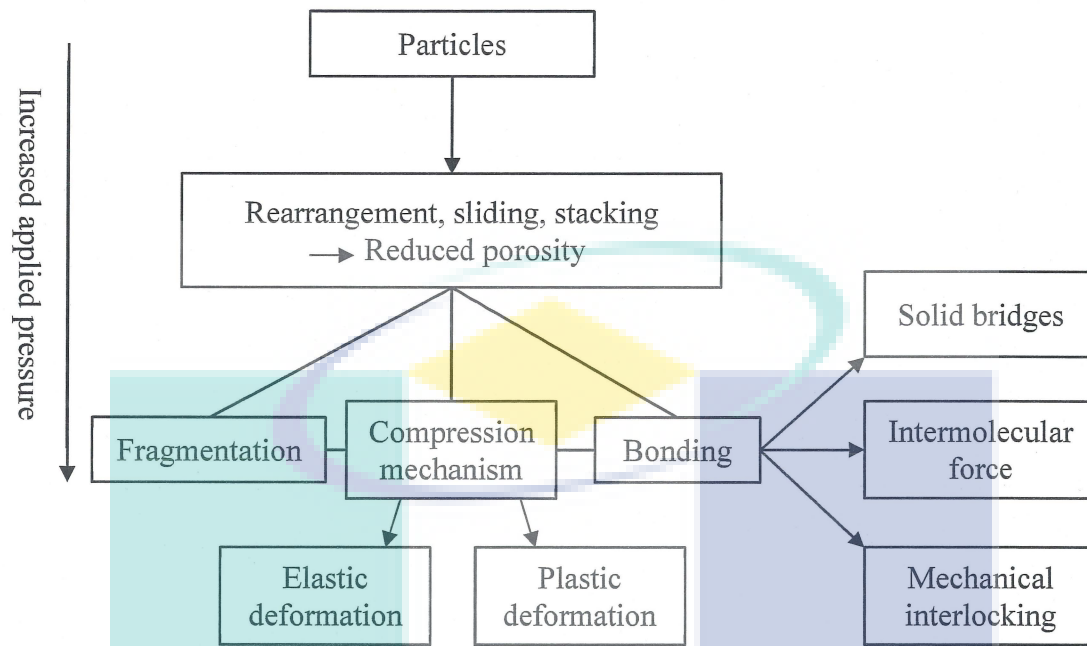 Particles
Increased applied pressure
Rearrangement, sliding, stacking
→ Reduced porosity
Solid bridges
Fragmentation
Compression
mechanism
Bonding
Intermolecular
force
Elastic
deformation
Plastic
deformation
Mechanical
interlocking